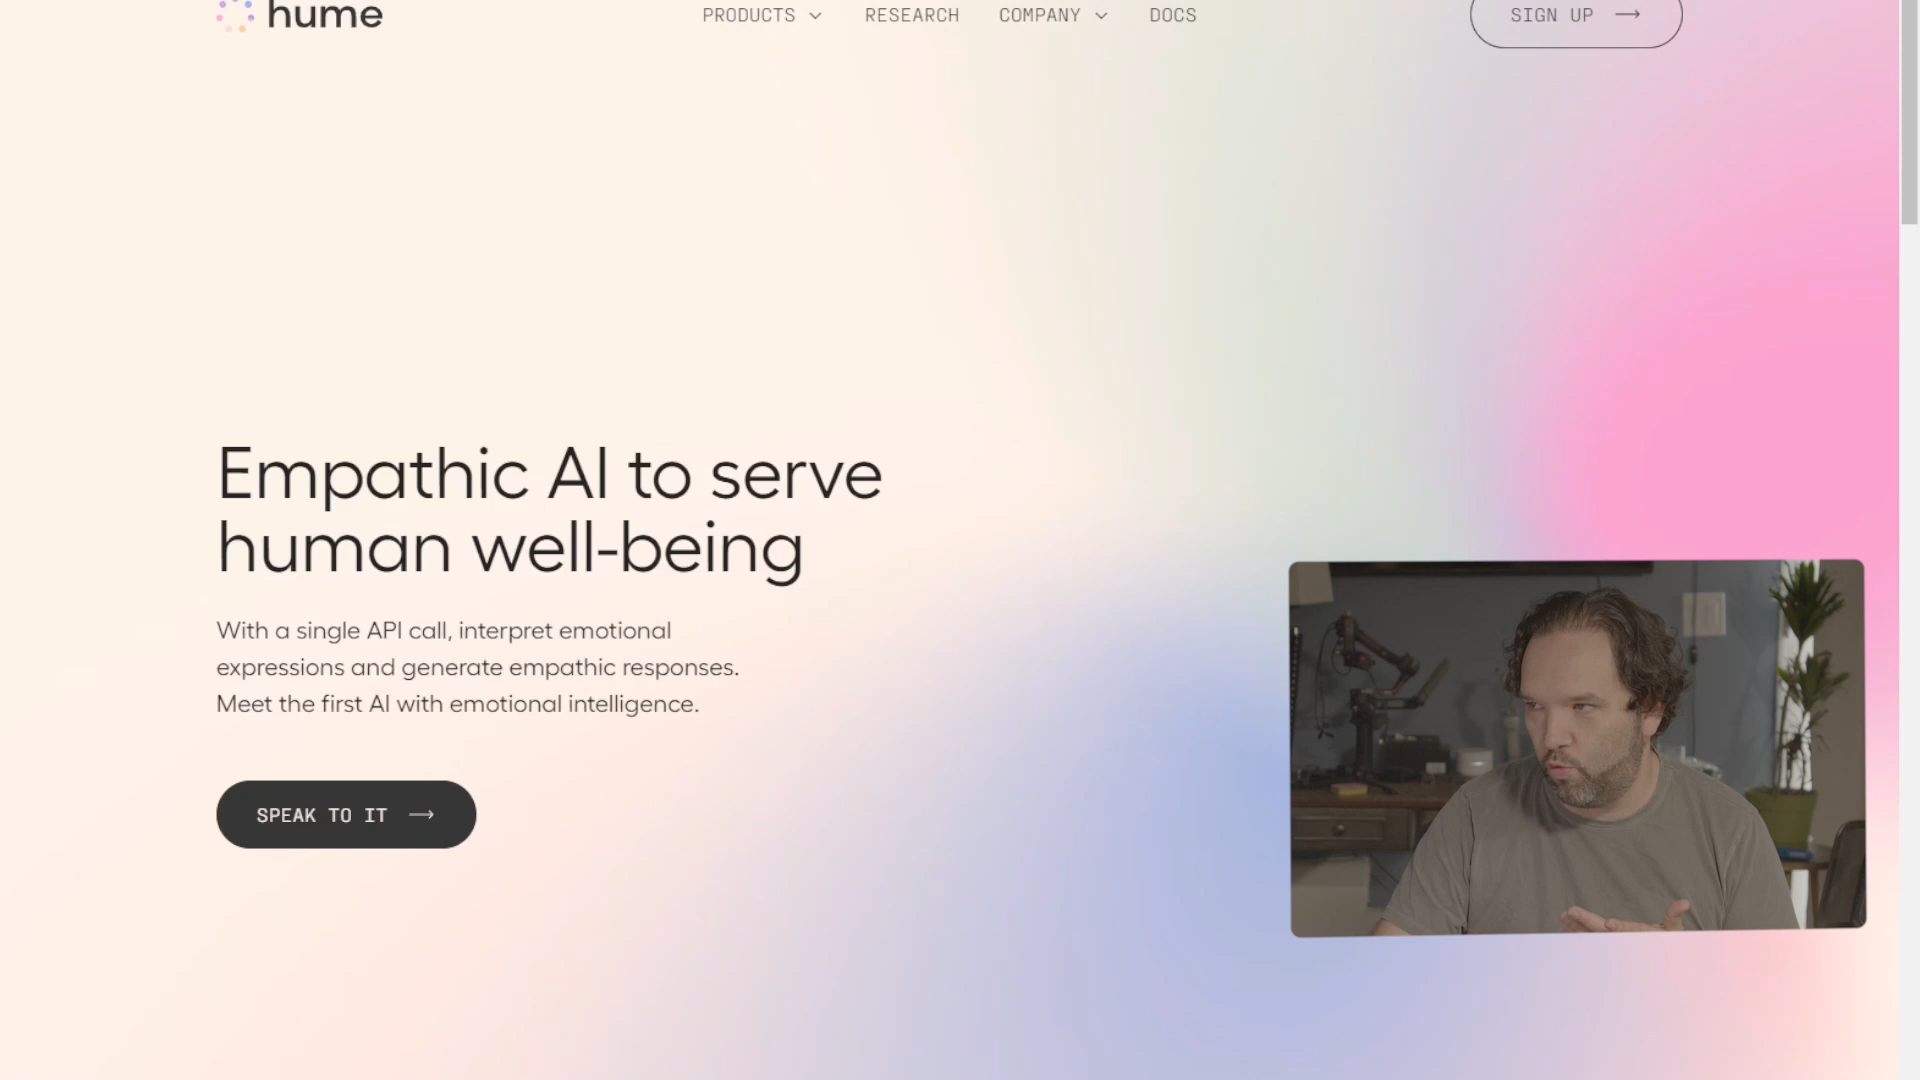 hume
PRODUCTS
RESEARCH
COMPANY
DOCS
SIGN UP
Empathic AI to serve
human well-being
With a single API call, interpret emotional
expressions and generate empathic responses.
Meet the first AI with emotional intelligence.
SPEAK TO IT